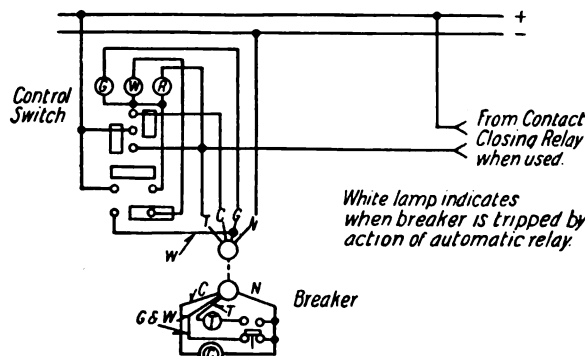 +
−
G W R
Control
Switch
From Contact
Closing Relay
when used.
White lamp indicates
when breaker is tripped by
action of automatic relay.
T C G N
W
C N
Breaker
T
G & W
T